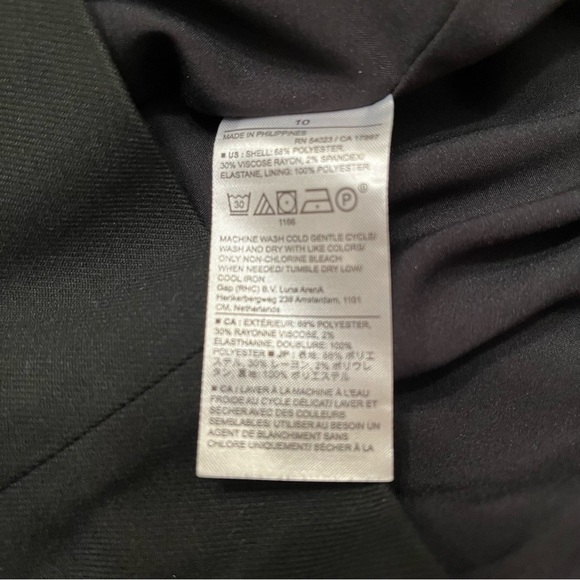 10
MADE IN PHILIPPINES
RN 54023 / CA 17897
■ US : SHELL: 68% POLYESTER,
30% VISCOSE RAYON, 2% SPANDEX/
ELASTANE, LINING: 100% POLYESTER
30 P
1166
MACHINE WASH COLD GENTLE CYCLE/
WASH AND DRY WITH LIKE COLORS/
ONLY NON-CHLORINE BLEACH
WHEN NEEDED/ TUMBLE DRY LOW/
COOL IRON
Gap (RHC) B.V. Luna ArenA
Herikerbergweg 238 Amsterdam, 1101
CM, Netherlands
■ CA : EXTÉRIEUR: 68% POLYESTER,
30% RAYONNE VISCOSE, 2%
ÉLASTHANNE, DOUBLURE: 100%
POLYESTER ■ JP : 表地: 68% ポリエ
ステル, 30% レーヨン, 2% ポリウレ
タン, 裏地: 100% ポリエステル
■ CA : LAVER À LA MACHINE À L'EAU
FROIDE AU CYCLE DÉLICAT/ LAVER ET
SÉCHER AVEC DES COULEURS
SEMBLABLES/ UTILISER AU BESOIN UN
AGENT DE BLANCHIMENT SANS
CHLORE UNIQUEMENT/ SÉCHER À LA